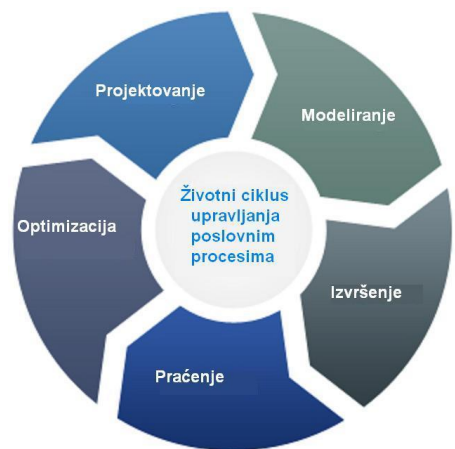 Projektovanje
Modeliranje
Životni ciklus
upravljanja
poslovnim
procesima
Optimizacija
Izvršenje
Praćenje